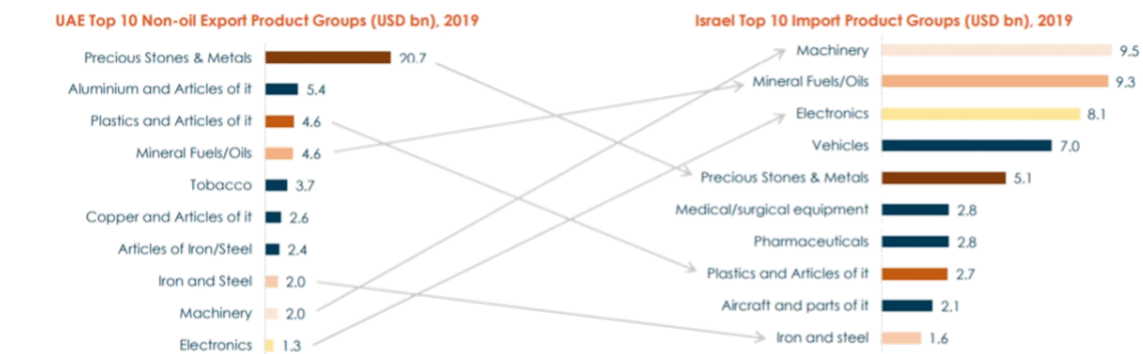 UAE Top 10 Non-oil Export Product Groups (USD bn), 2019
Precious Stones & Metals 20.7
Aluminium and Articles of it 5.4
Plastics and Articles of it 4.6
Mineral Fuels/Oils 4.6
Tobacco 3.7
Copper and Articles of it 2.6
Articles of Iron/Steel 2.4
Iron and Steel 2.0
Machinery 2.0
Electronics 1.3
Israel Top 10 Import Product Groups (USD bn), 2019
Machinery 9.5
Mineral Fuels/Oils 9.3
Electronics 8.1
Vehicles 7.0
Precious Stones & Metals 5.1
Medical/surgical equipment 2.8
Pharmaceuticals 2.8
Plastics and Articles of it 2.7
Aircraft and parts of it 2.1
Iron and steel 1.6